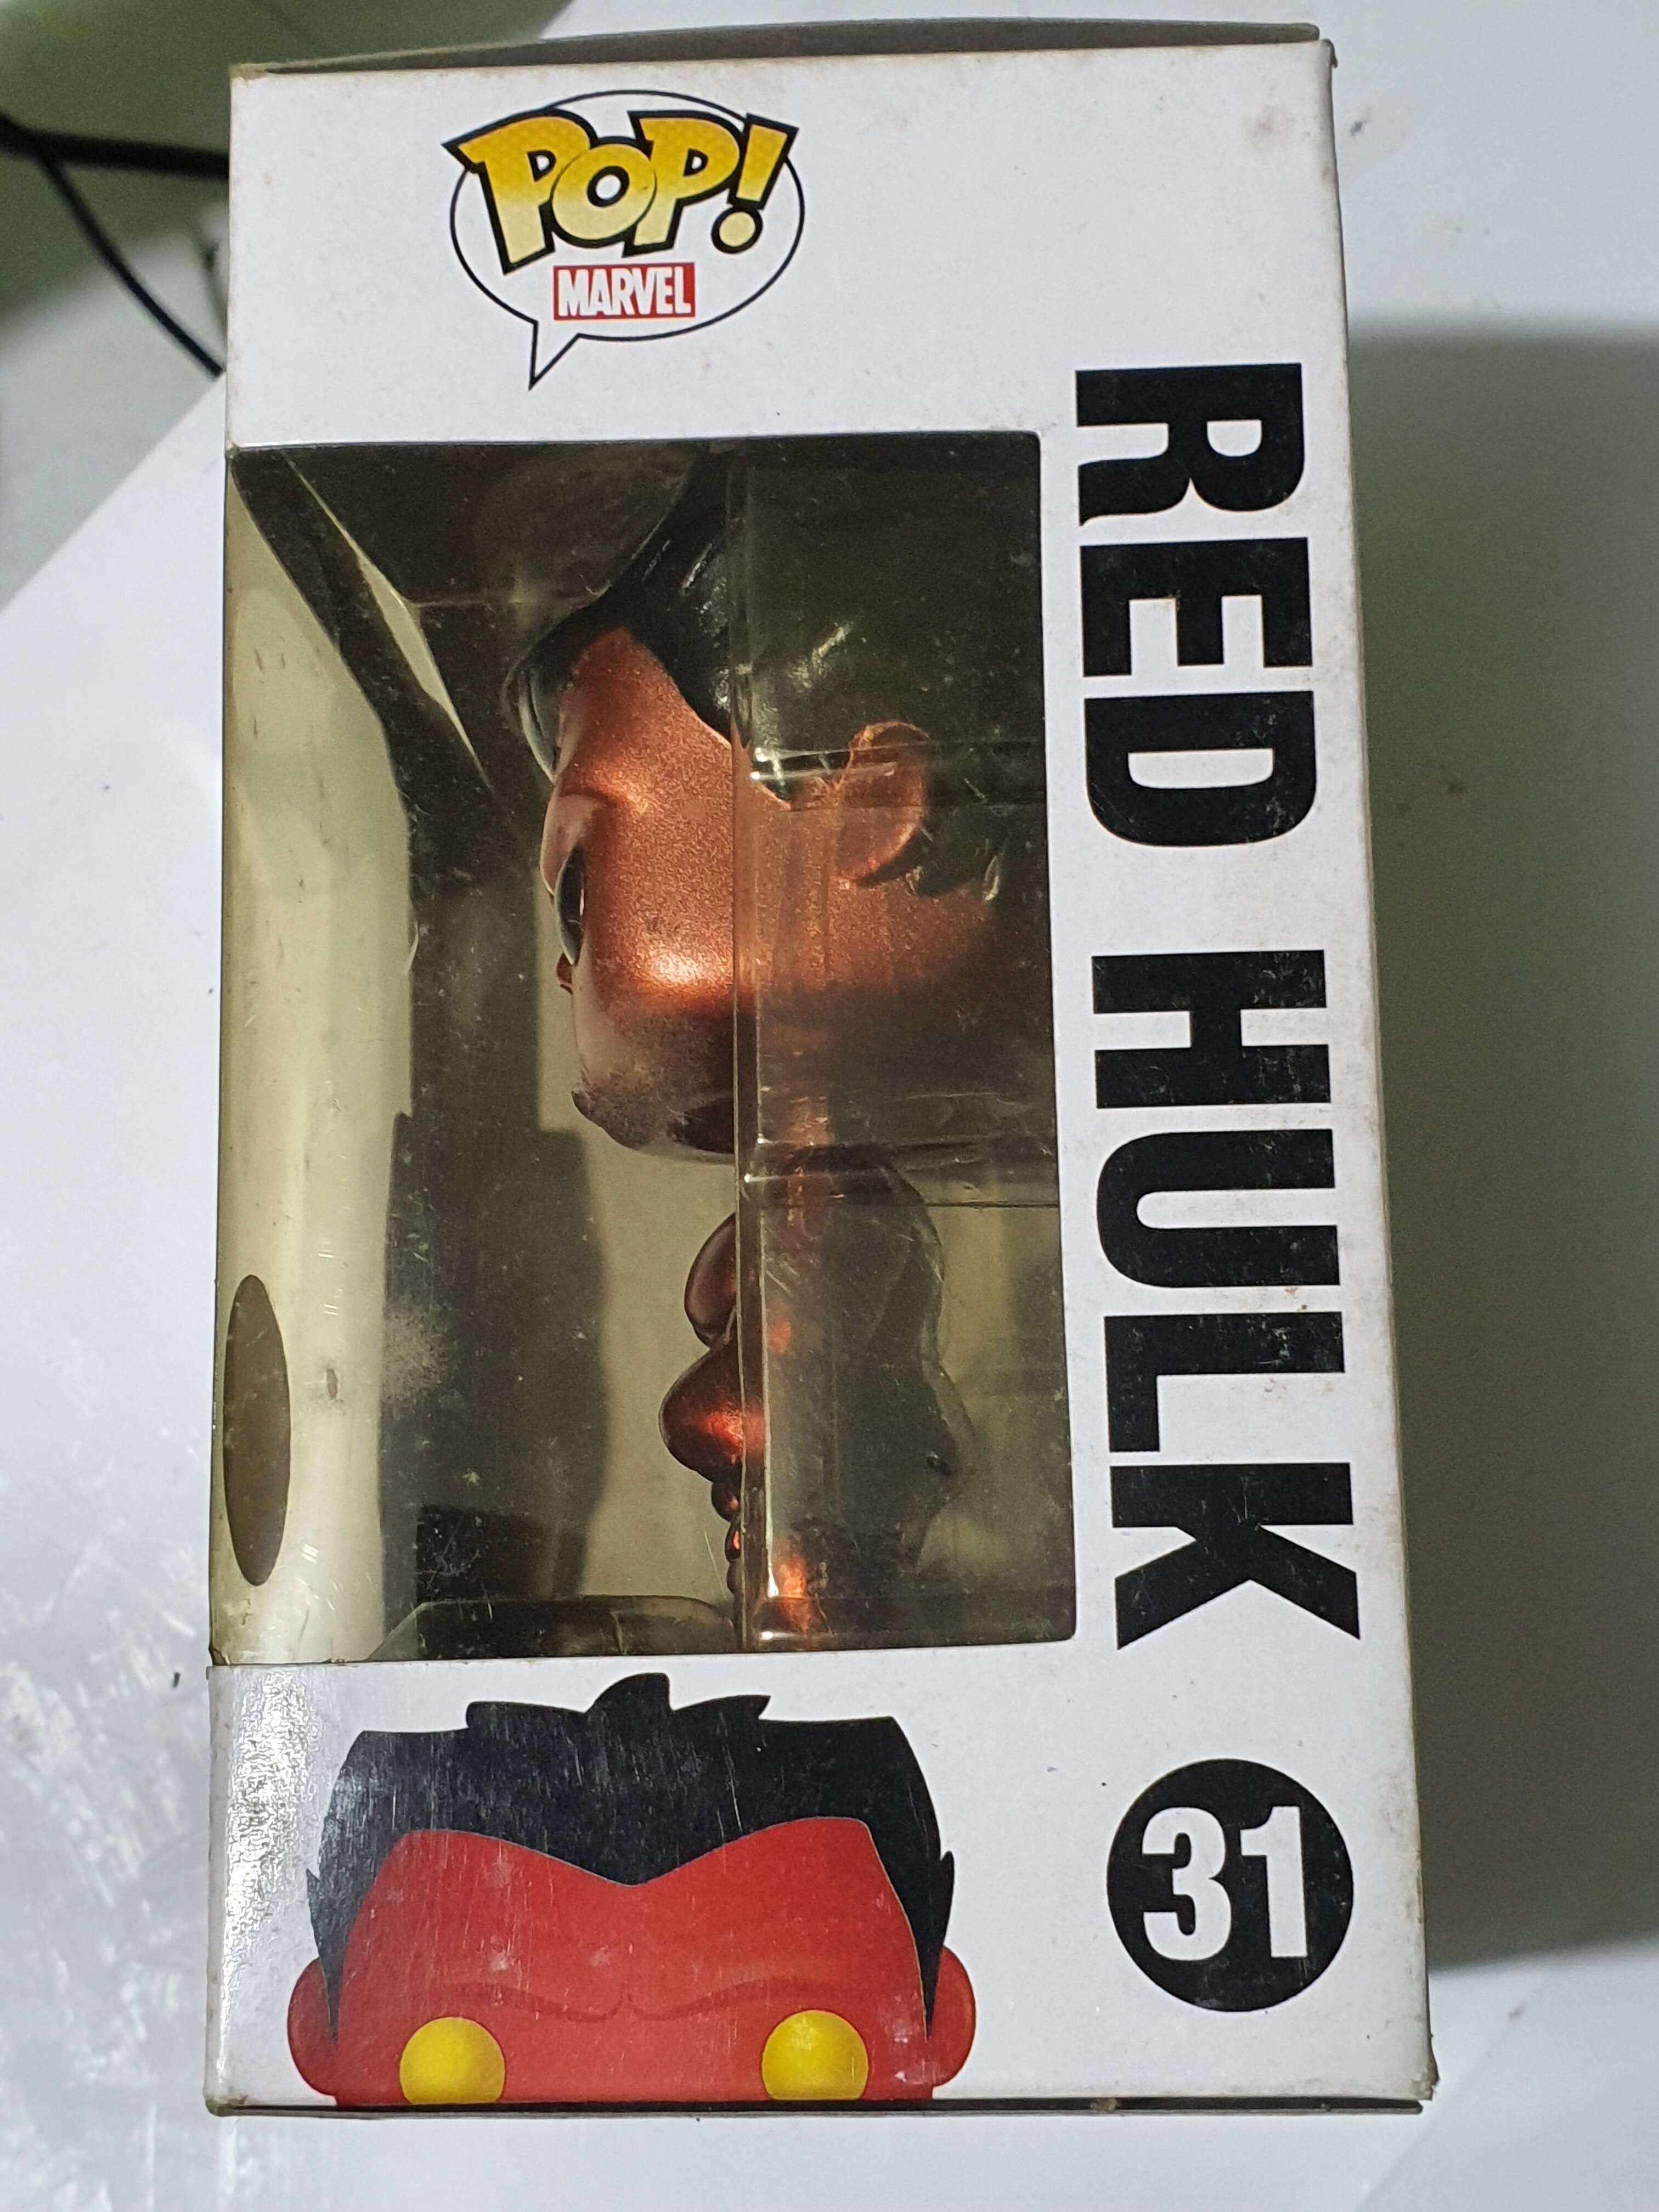 POP!
MARVEL
RED HULK
31